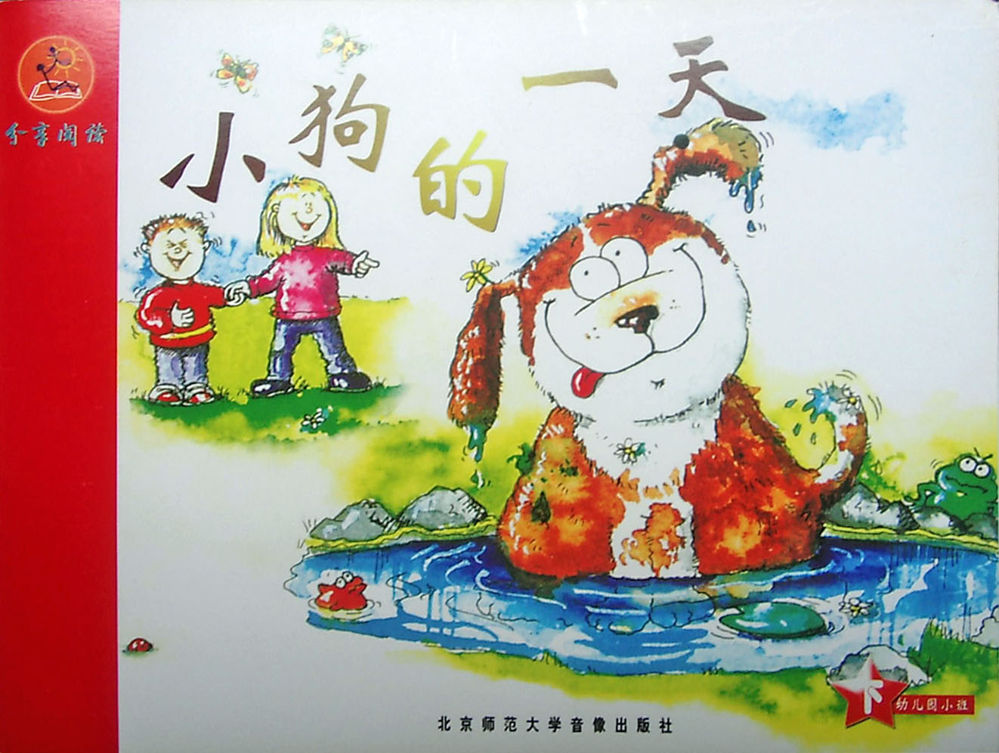 分享阅读
小狗的一天
下
幼儿园小班
北京师范大学音像出版社